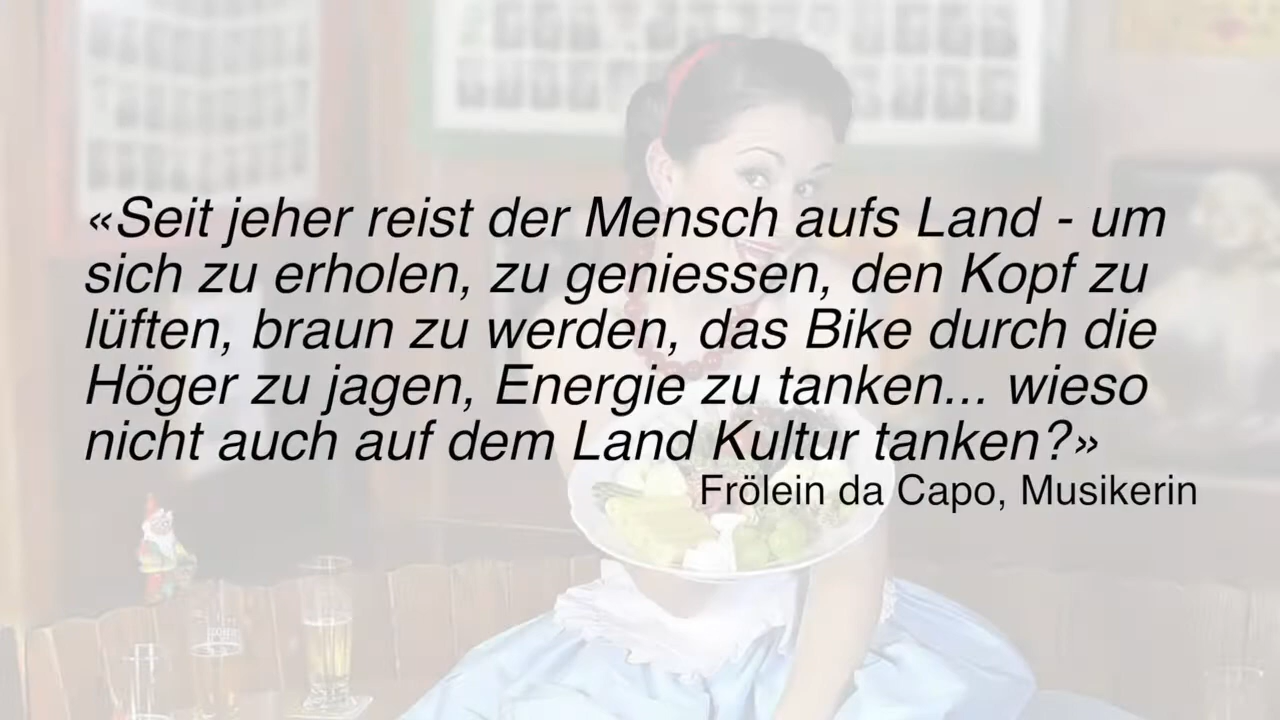 «Seit jeher reist der Mensch aufs Land - um
sich zu erholen, zu geniessen, den Kopf zu
lüften, braun zu werden, das Bike durch die
Höger zu jagen, Energie zu tanken... wieso
nicht auch auf dem Land Kultur tanken?»
Frölein da Capo, Musikerin